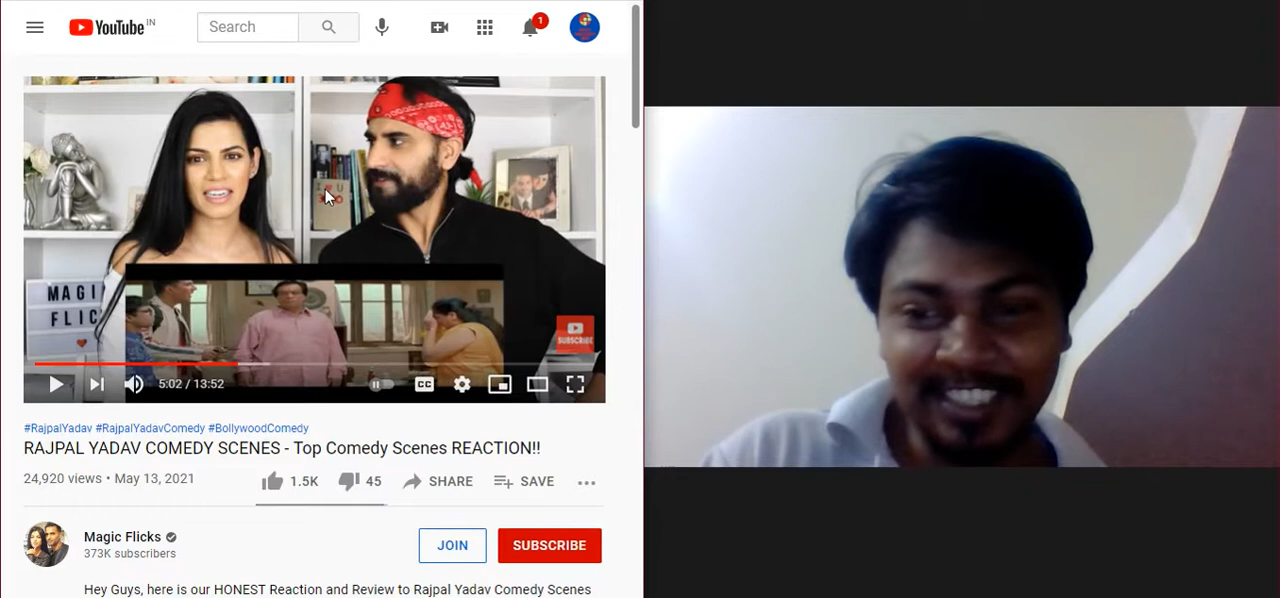 YouTube IN
Search
1
I ♥ U
MAGI
FLIC
SUBSCRIBE
5:02 / 13:52
CC
#RajpalYadav #RajpalYadavComedy #BollywoodComedy
RAJPAL YADAV COMEDY SCENES - Top Comedy Scenes REACTION!!
24,920 views • May 13, 2021
1.5K
45
SHARE
SAVE
Magic Flicks
373K subscribers
JOIN
SUBSCRIBE
Hey Guys, here is our HONEST Reaction and Review to Rajpal Yadav Comedy Scenes